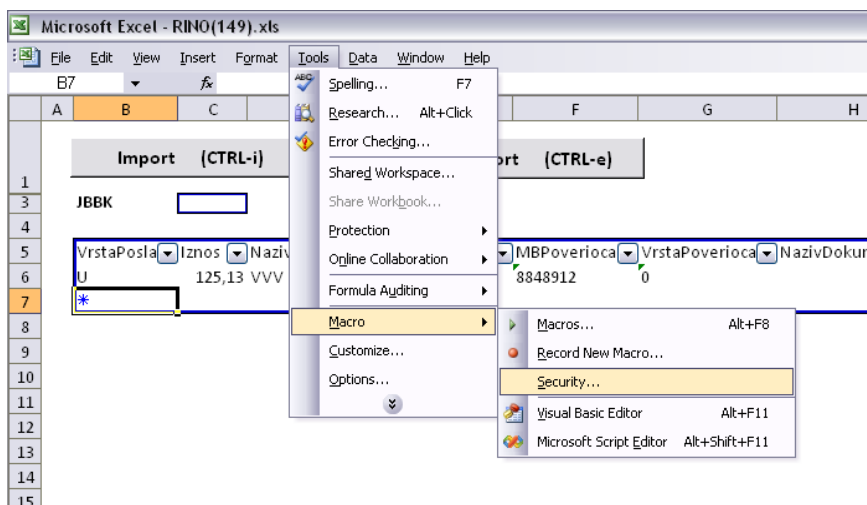 Microsoft Excel - RINO(149).xls
File Edit View Insert Format Tools Data Window Help
B7 fx
A B C F G H
Import (CTRL-i) ort (CTRL-e)
1
3 JBBK
4
5 VrstaPosla Iznos Naziv MBPoverioca VrstaPoverioca NazivDokum
6 U 125,13 VVV 8848912 0
7 *
8
9
10
11
12
13
14
15
ABC Spelling... F7
Research... Alt+Click
Error Checking...
Shared Workspace...
Share Workbook...
Protection
Online Collaboration
Formula Auditing
Macro
Customize...
Options...
Macros... Alt+F8
Record New Macro...
Security...
Visual Basic Editor Alt+F11
Microsoft Script Editor Alt+Shift+F11